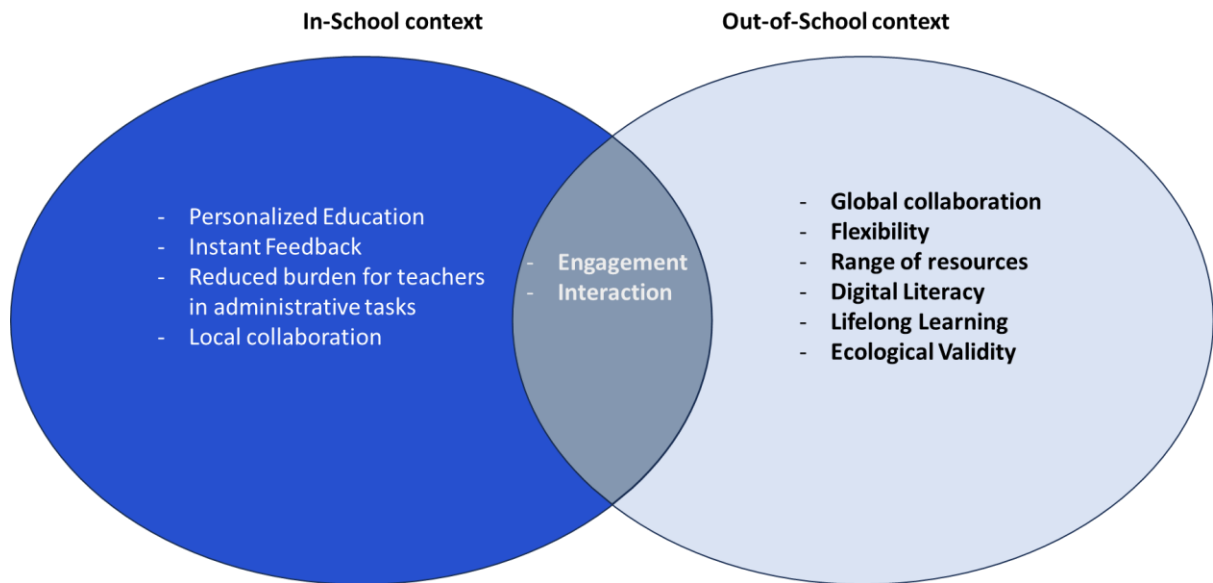 In-School context
Out-of-School context
- Personalized Education
- Instant Feedback
- Reduced burden for teachers
in administrative tasks
- Local collaboration
- Engagement
- Interaction
- Global collaboration
- Flexibility
- Range of resources
- Digital Literacy
- Lifelong Learning
- Ecological Validity